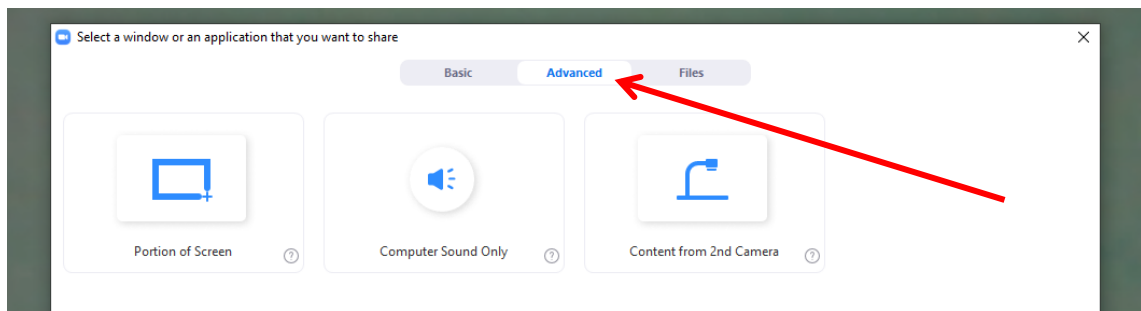 Select a window or an application that you want to share
Basic Advanced Files
Portion of Screen ? Computer Sound Only ? Content from 2nd Camera ?